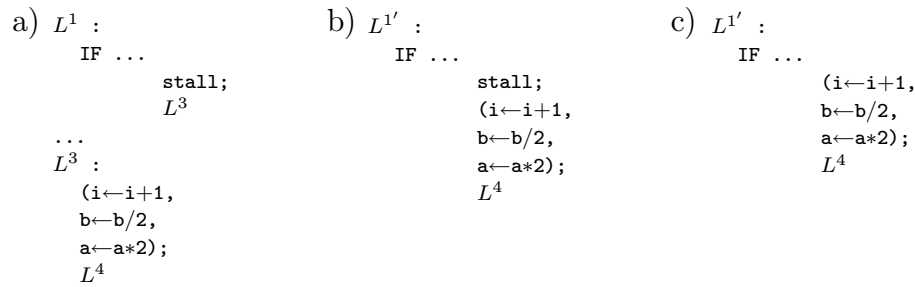 a) L¹ :
IF ...
stall;
L³
...
L³ :
(i←i+1,
b←b/2,
a←a*2);
L⁴
b) L¹′ :
IF ...
stall;
(i←i+1,
b←b/2,
a←a*2);
L⁴
c) L¹′ :
IF ...
(i←i+1,
b←b/2,
a←a*2);
L⁴